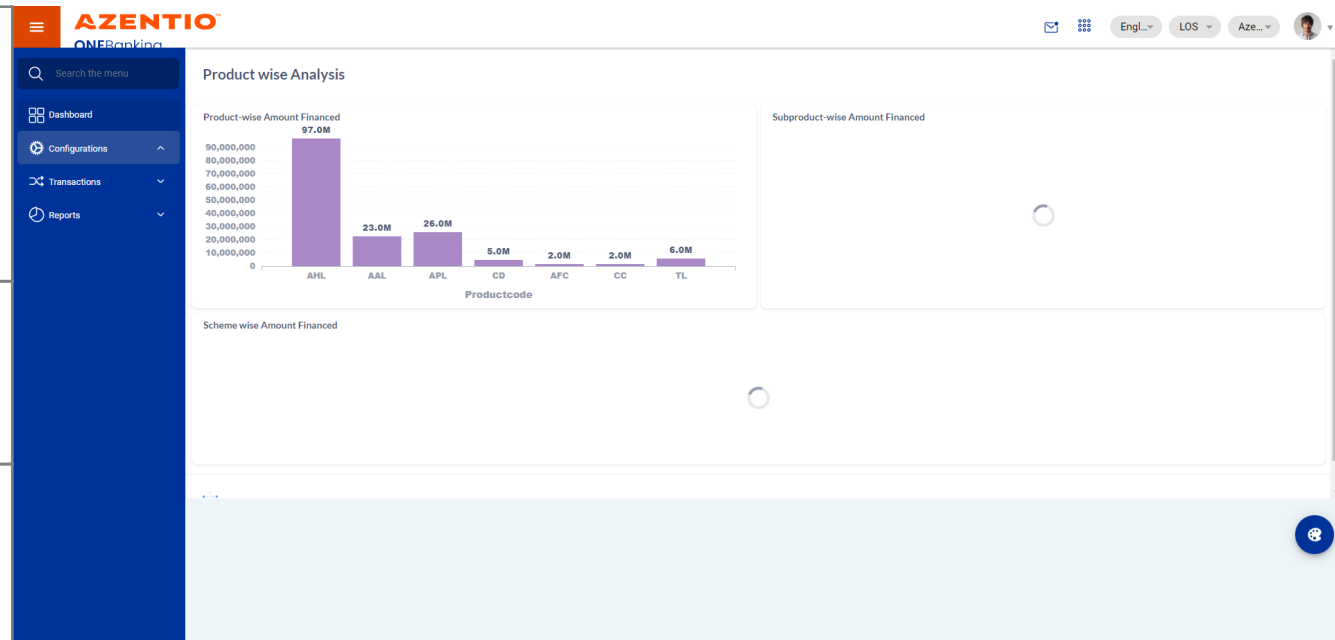 AZENTIO
ONEBanking
Engl...
LOS
Aze...
Search the menu
Dashboard
Configurations
Transactions
Reports
Product wise Analysis
Product-wise Amount Financed
97.0M
90,000,000
80,000,000
70,000,000
60,000,000
50,000,000
40,000,000
30,000,000
20,000,000
10,000,000
0
23.0M
26.0M
5.0M
2.0M
2.0M
6.0M
AHL AAL APL CD AFC CC TL
Productcode
Subproduct-wise Amount Financed
Scheme wise Amount Financed